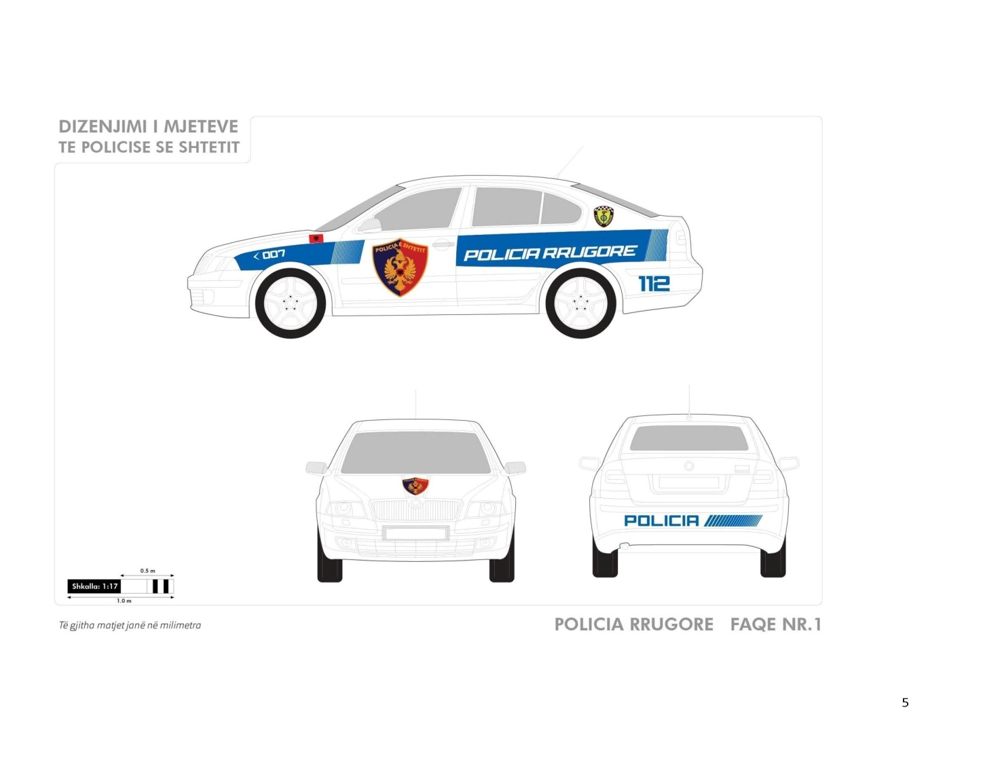 DIZENJIMI I MJETEVE
TE POLICISE SE SHTETIT
< 007
POLICIA E SHTETIT
POLICIA RRUGORE
112
POLICIA
0.5 m
Shkalla: 1:17
1.0 m
Të gjitha matjet janë në milimetra
POLICIA RRUGORE FAQE NR.1
5